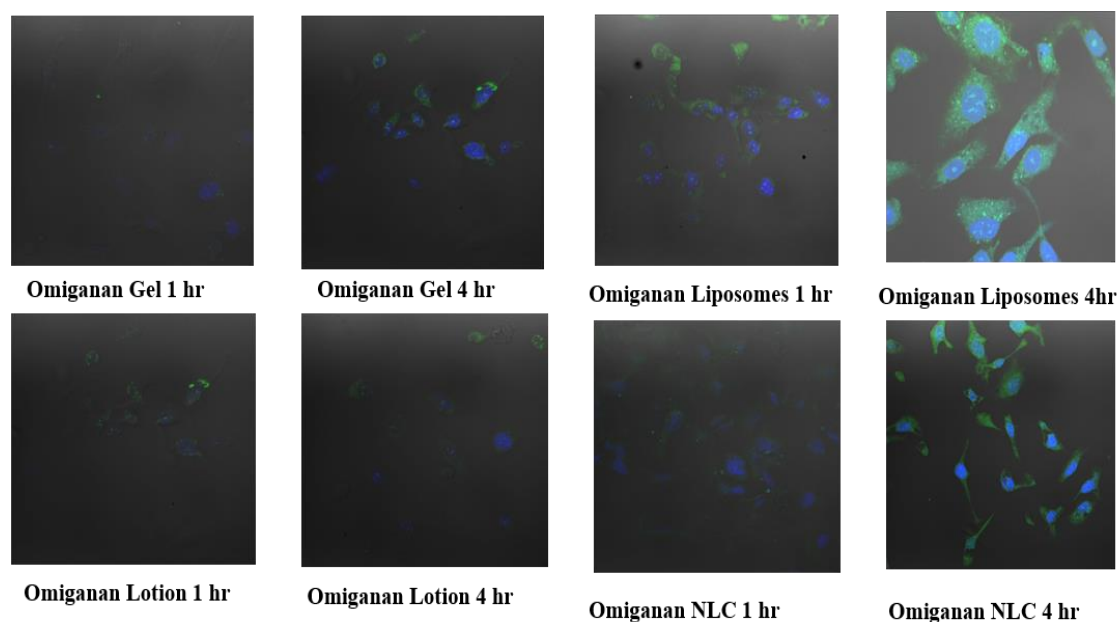 Omiganan Gel 1 hr
Omiganan Gel 4 hr
Omiganan Liposomes 1 hr
Omiganan Liposomes 4hr
Omiganan Lotion 1 hr
Omiganan Lotion 4 hr
Omiganan NLC 1 hr
Omiganan NLC 4 hr